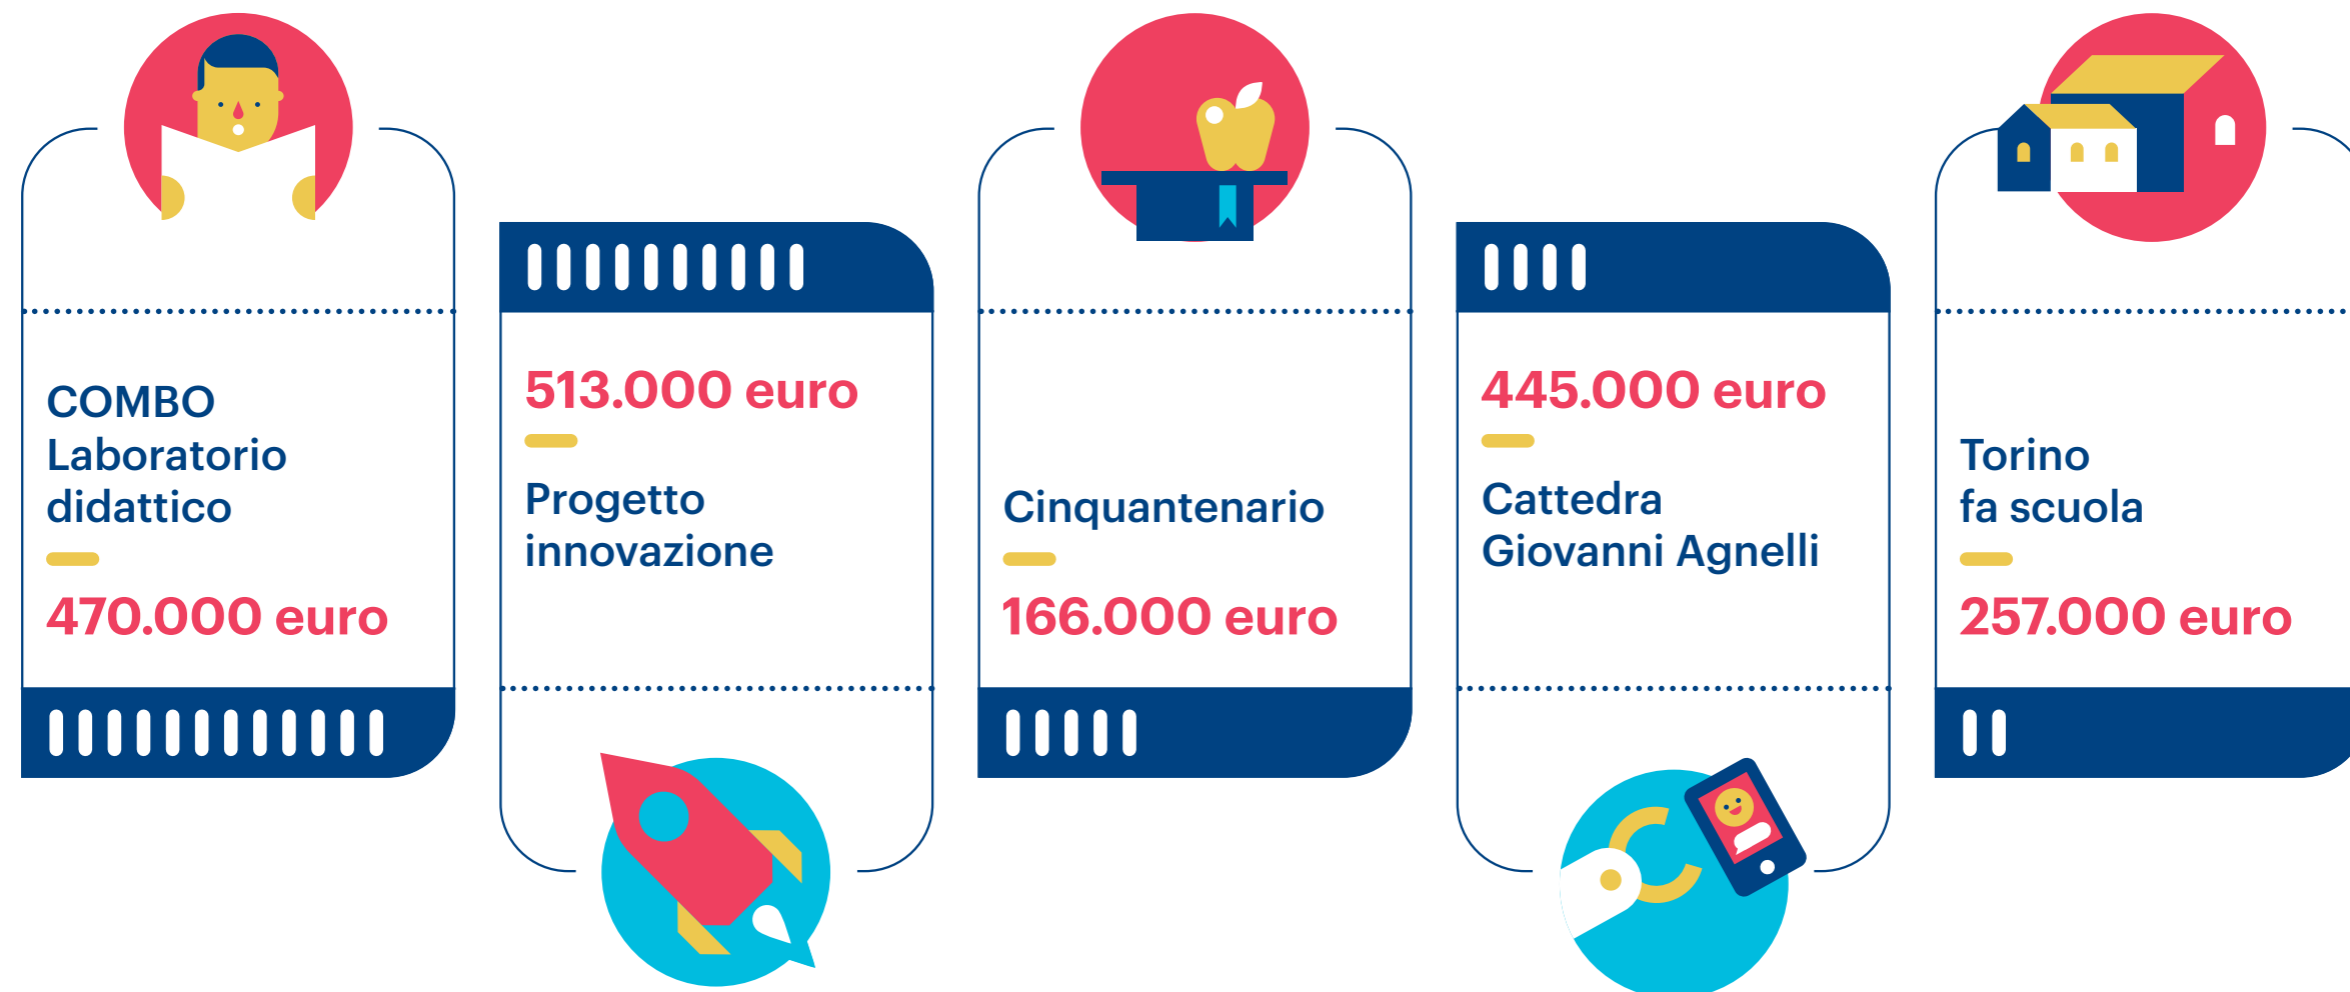 COMBO
Laboratorio
didattico
470.000 euro
513.000 euro
Progetto
innovazione
Cinquantenario
166.000 euro
445.000 euro
Cattedra
Giovanni Agnelli
Torino
fa scuola
257.000 euro